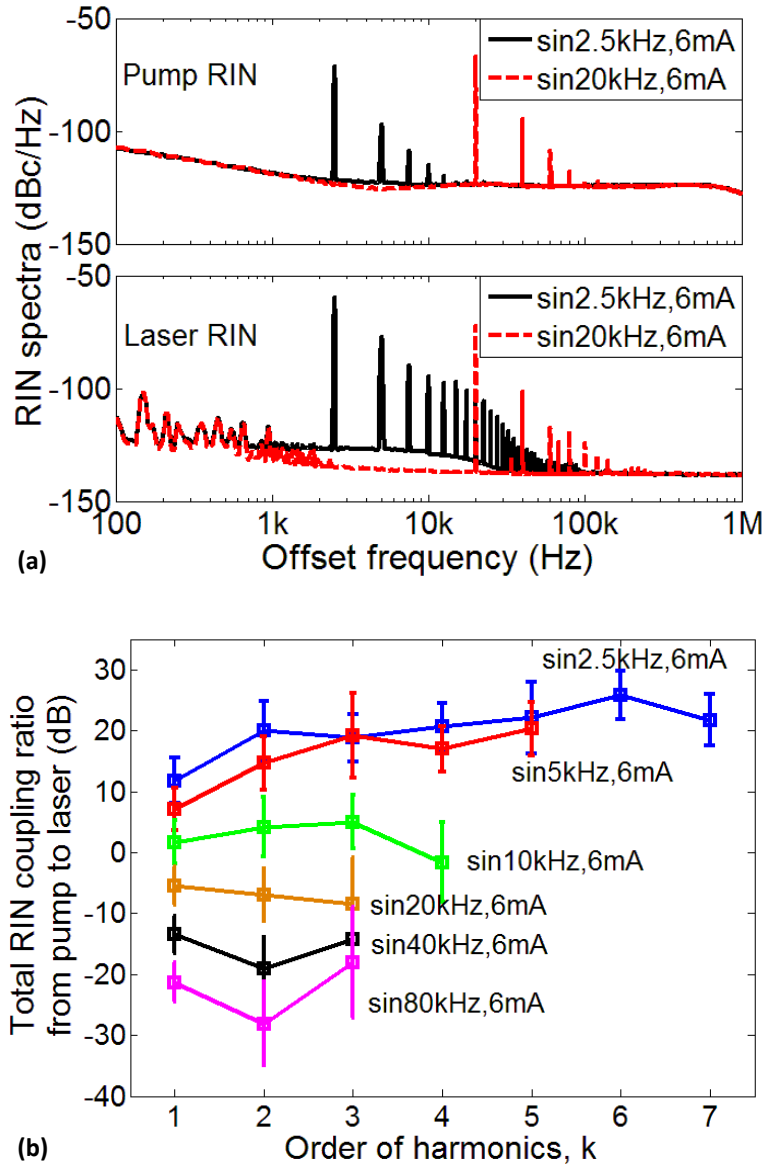 -50
sin2.5kHz,6mA
sin20kHz,6mA
Pump RIN
-100
-150
-50
sin2.5kHz,6mA
sin20kHz,6mA
Laser RIN
-100
-150
100 1k 10k 100k 1M
RIN spectra (dBc/Hz)
Offset frequency (Hz)
(a)
30
20
10
0
-10
-20
-30
-40
sin2.5kHz,6mA
sin5kHz,6mA
sin10kHz,6mA
sin20kHz,6mA
sin40kHz,6mA
sin80kHz,6mA
Total RIN coupling ratio
from pump to laser (dB)
1 2 3 4 5 6 7
Order of harmonics, k
(b)